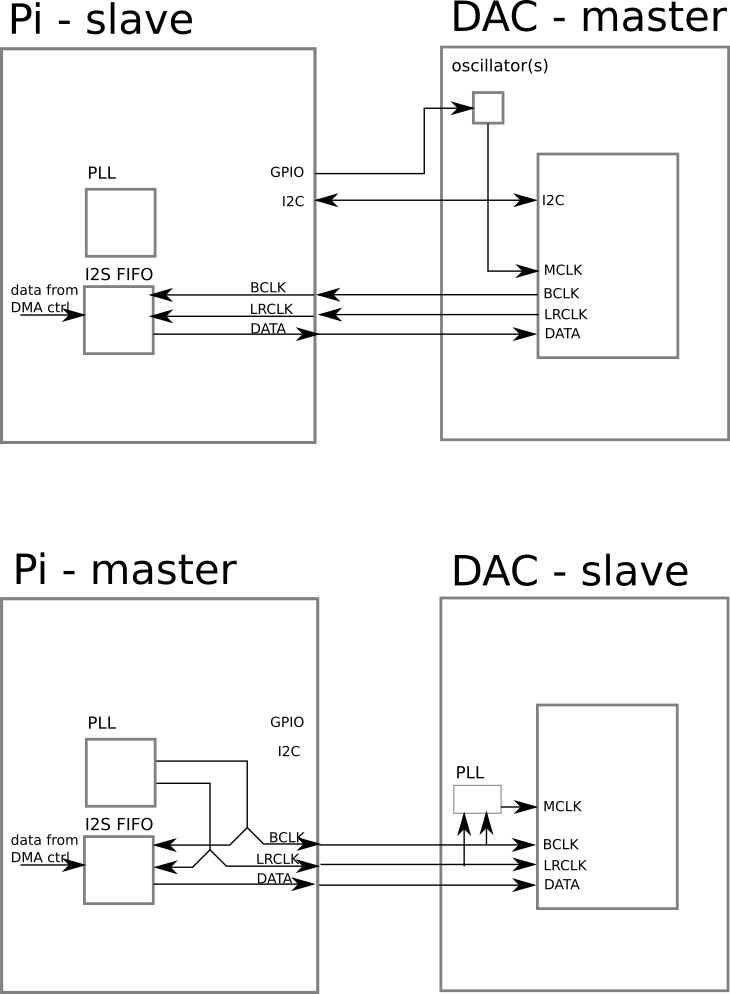 Pi - slave
DAC - master
oscillator(s)
PLL
GPIO
I2C
I2C
I2S FIFO
data from
DMA ctrl
BCLK
LRCLK
DATA
MCLK
BCLK
LRCLK
DATA
Pi - master
DAC - slave
PLL
GPIO
I2C
PLL
I2S FIFO
data from
DMA ctrl
BCLK
LRCLK
DATA
MCLK
BCLK
LRCLK
DATA